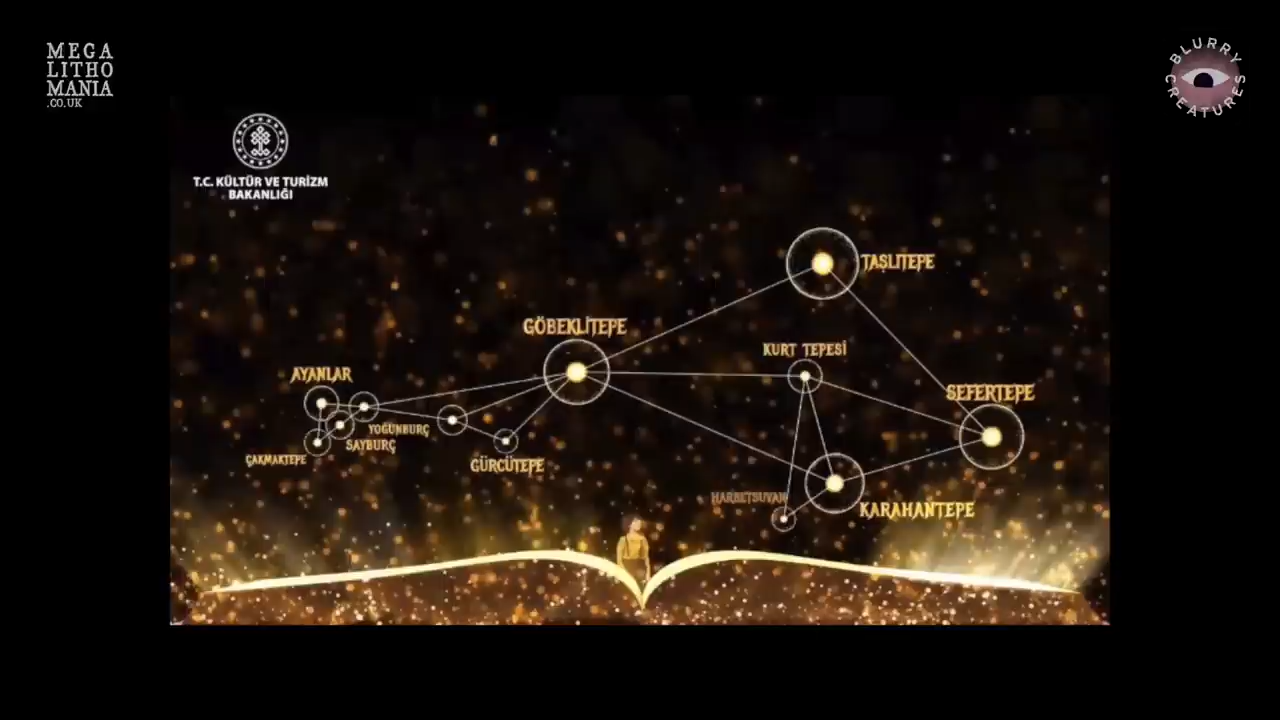 MEGA
LITHO
MANIA
.CO.UK
BLURRY
CREATURES
T.C. KÜLTÜR VE TURİZM
BAKANLIĞI
TAŞLITEPE
GÖBEKLİTEPE
KURT TEPESİ
AYANLAR
SEFERTEPE
YOĞUNBURÇ
SAYBURÇ
ÇAKMAKTEPE
GÜRCÜTEPE
HARBETSUVAN
KARAHANTEPE